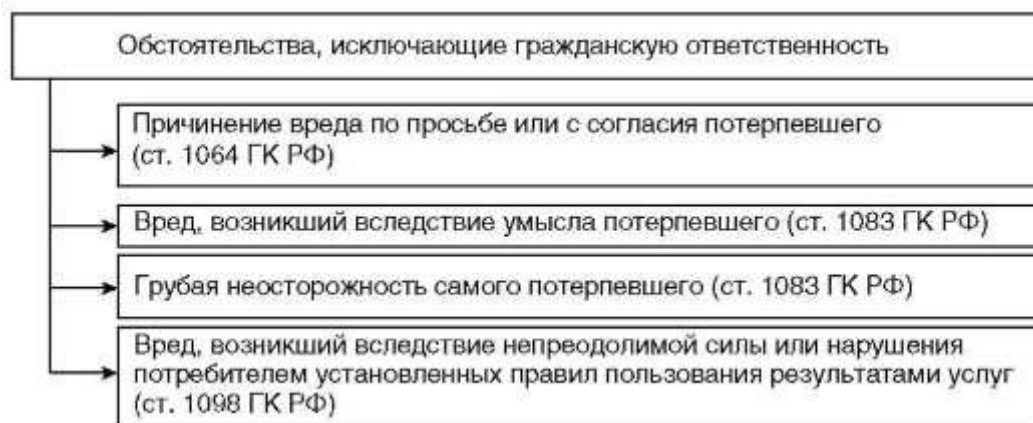 Обстоятельства, исключающие гражданскую ответственность
Причинение вреда по просьбе или с согласия потерпевшего
(ст. 1064 ГК РФ)
Вред, возникший вследствие умысла потерпевшего (ст. 1083 ГК РФ)
Грубая неосторожность самого потерпевшего (ст. 1083 ГК РФ)
Вред, возникший вследствие непреодолимой силы или нарушения
потребителем установленных правил пользования результатами услуг
(ст. 1098 ГК РФ)